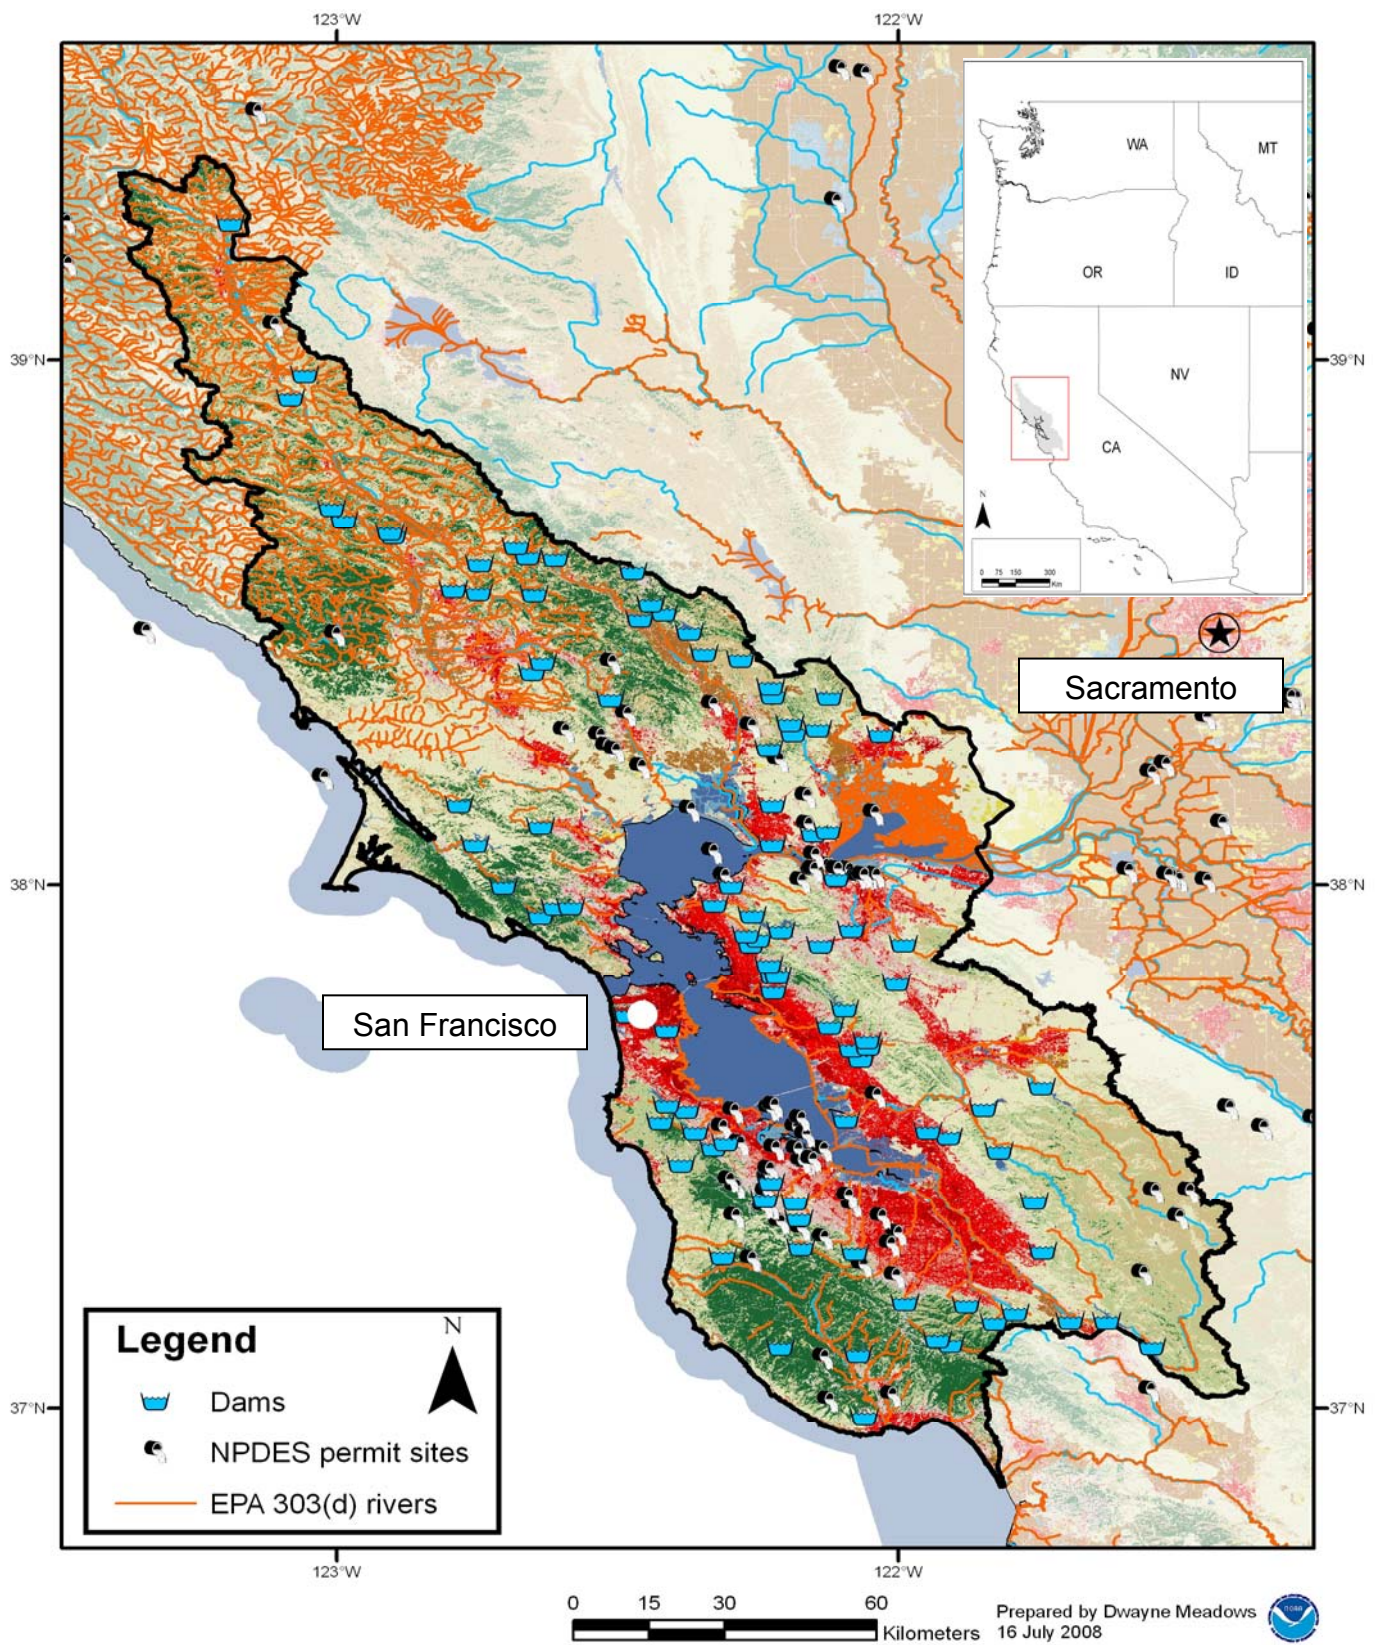 123°W
122°W
WA
MT
OR
ID
NV
CA
N
0 75 150 300
Km
39°N
39°N
Sacramento
38°N
38°N
San Francisco
Legend
N
Dams
NPDES permit sites
EPA 303(d) rivers
37°N
37°N
123°W
122°W
0 15 30 60
Kilometers
Prepared by Dwayne Meadows
16 July 2008
noaa